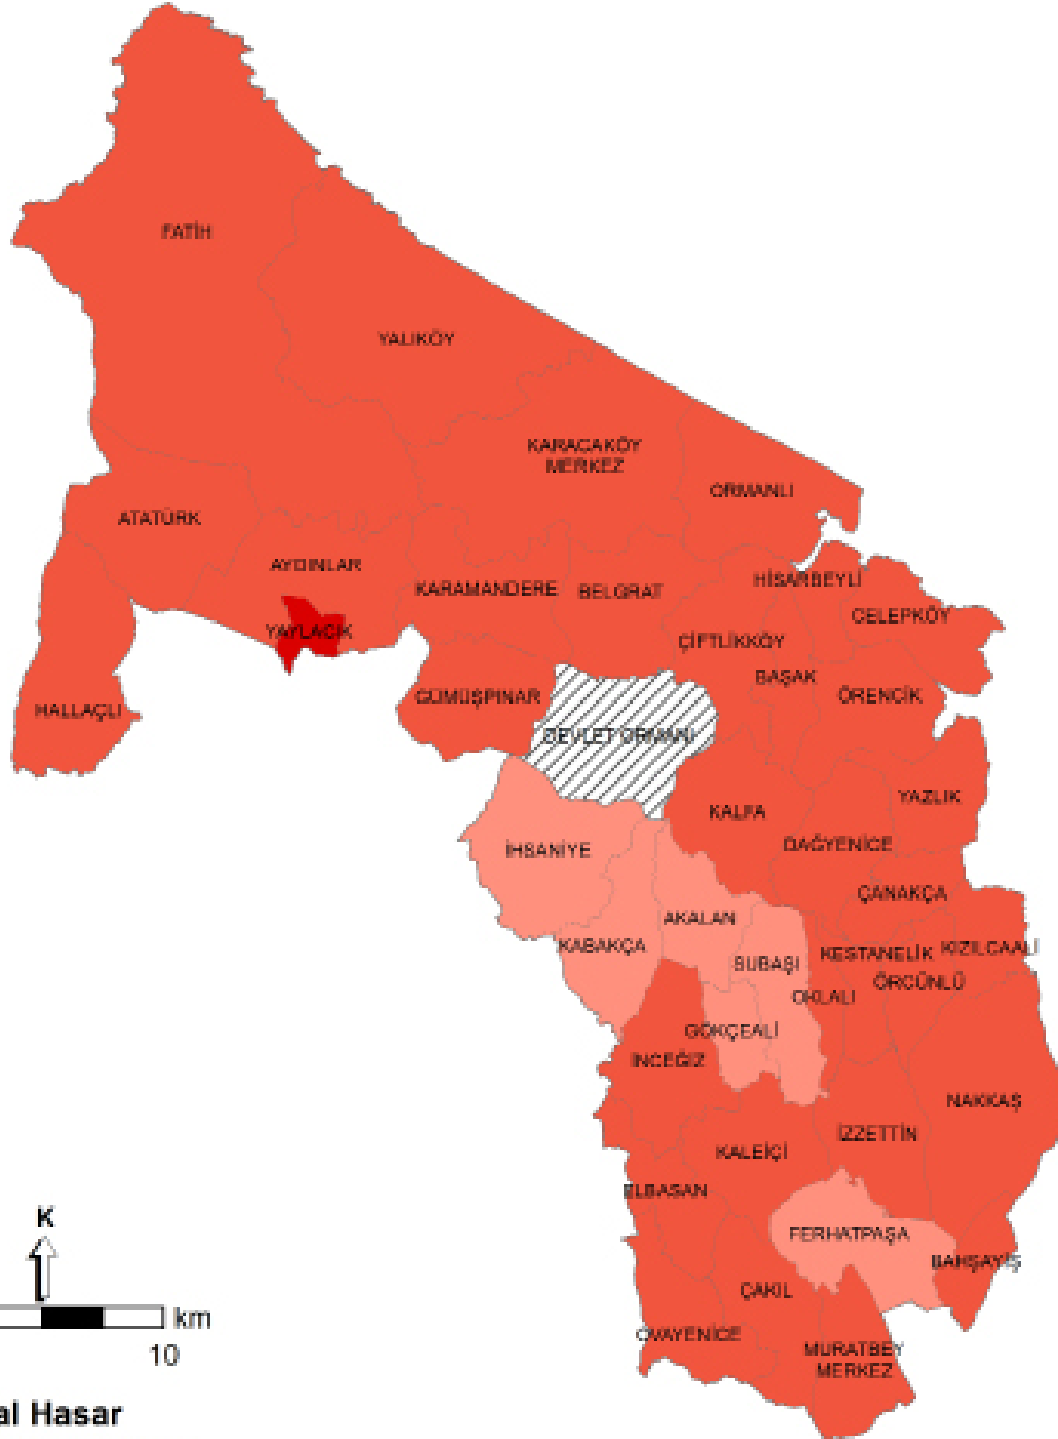 FATİH
YALIKÖY
KARACAKÖY
MERKEZ
ORMANLI
ATATÜRK
AYDINLAR
KARAMANDERE
BELGRAT
HİSARBEYLİ
CELEPKÖY
YAYLACIK
ÇİFTLİKKÖY
BAŞAK
ÖRENCİK
GÜMÜŞPINAR
HALLAÇLI
DEVLET ORMANI
YAZLIK
KALFA
DAĞYENİCE
İHSANİYE
ÇANAKÇA
AKALAN
KABAKÇA
KESTANELİK
KIZILCAALİ
SUBAŞI
ÖRCÜNLÜ
OKLALI
GÖKÇEALİ
İNCEĞİZ
NAKKAŞ
İZZETTİN
KALEİÇİ
ELBASAN
FERHATPAŞA
BAHŞAYİŞ
ÇAKIL
OVAYENİCE
MURATBEY
MERKEZ
K
km
10
al Hasar